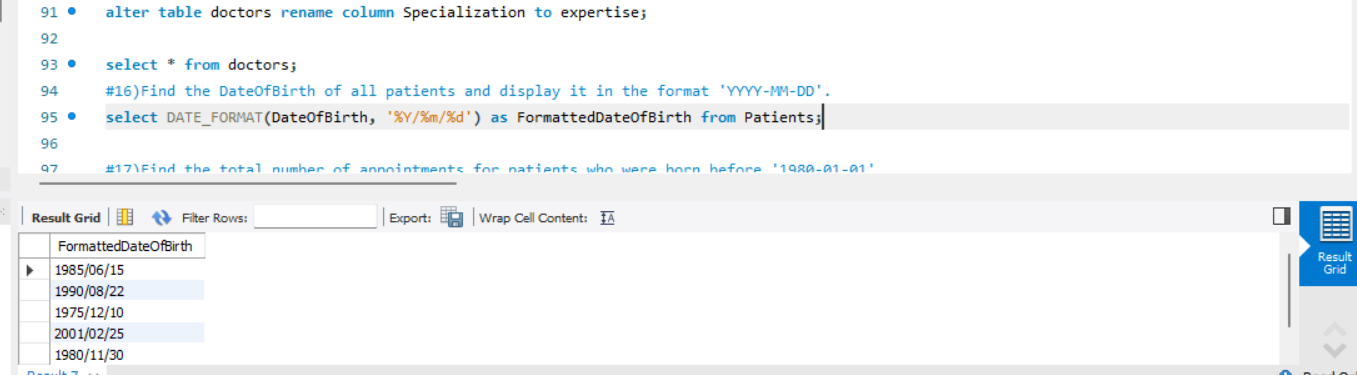 91 alter table doctors rename column Specialization to expertise;
92
93 select * from doctors;
94 #16)Find the DateOfBirth of all patients and display it in the format 'YYYY-MM-DD'.
95 select DATE_FORMAT(DateOfBirth, '%Y/%m/%d') as FormattedDateOfBirth from Patients;
96
97 #17)Find the total number of appointments for patients who were born before '1980-01-01'
Result Grid Filter Rows: Export: Wrap Cell Content: IA
FormattedDateOfBirth
1985/06/15
1990/08/22
1975/12/10
2001/02/25
1980/11/30
Result
Grid
Result 7